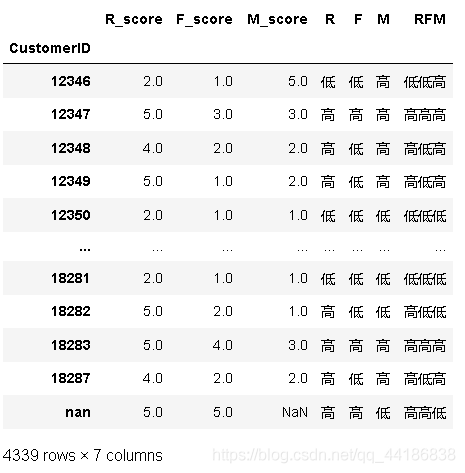 R_score F_score M_score R F M RFM
CustomerID
12346 2.0 1.0 5.0 低 低 高 低低高
12347 5.0 3.0 3.0 高 高 高 高高高
12348 4.0 2.0 2.0 高 低 高 高低高
12349 5.0 1.0 2.0 高 低 高 高低高
12350 2.0 1.0 1.0 低 低 低 低低低
... ... ... ... ... ... ... ...
18281 2.0 1.0 1.0 低 低 低 低低低
18282 5.0 2.0 1.0 高 低 低 高低低
18283 5.0 4.0 3.0 高 高 高 高高高
18287 4.0 2.0 2.0 高 低 高 高低高
nan 5.0 5.0 NaN 高 高 低 高高低
4339 rows × 7 columns
https://blog.csdn.net/qq_44186838